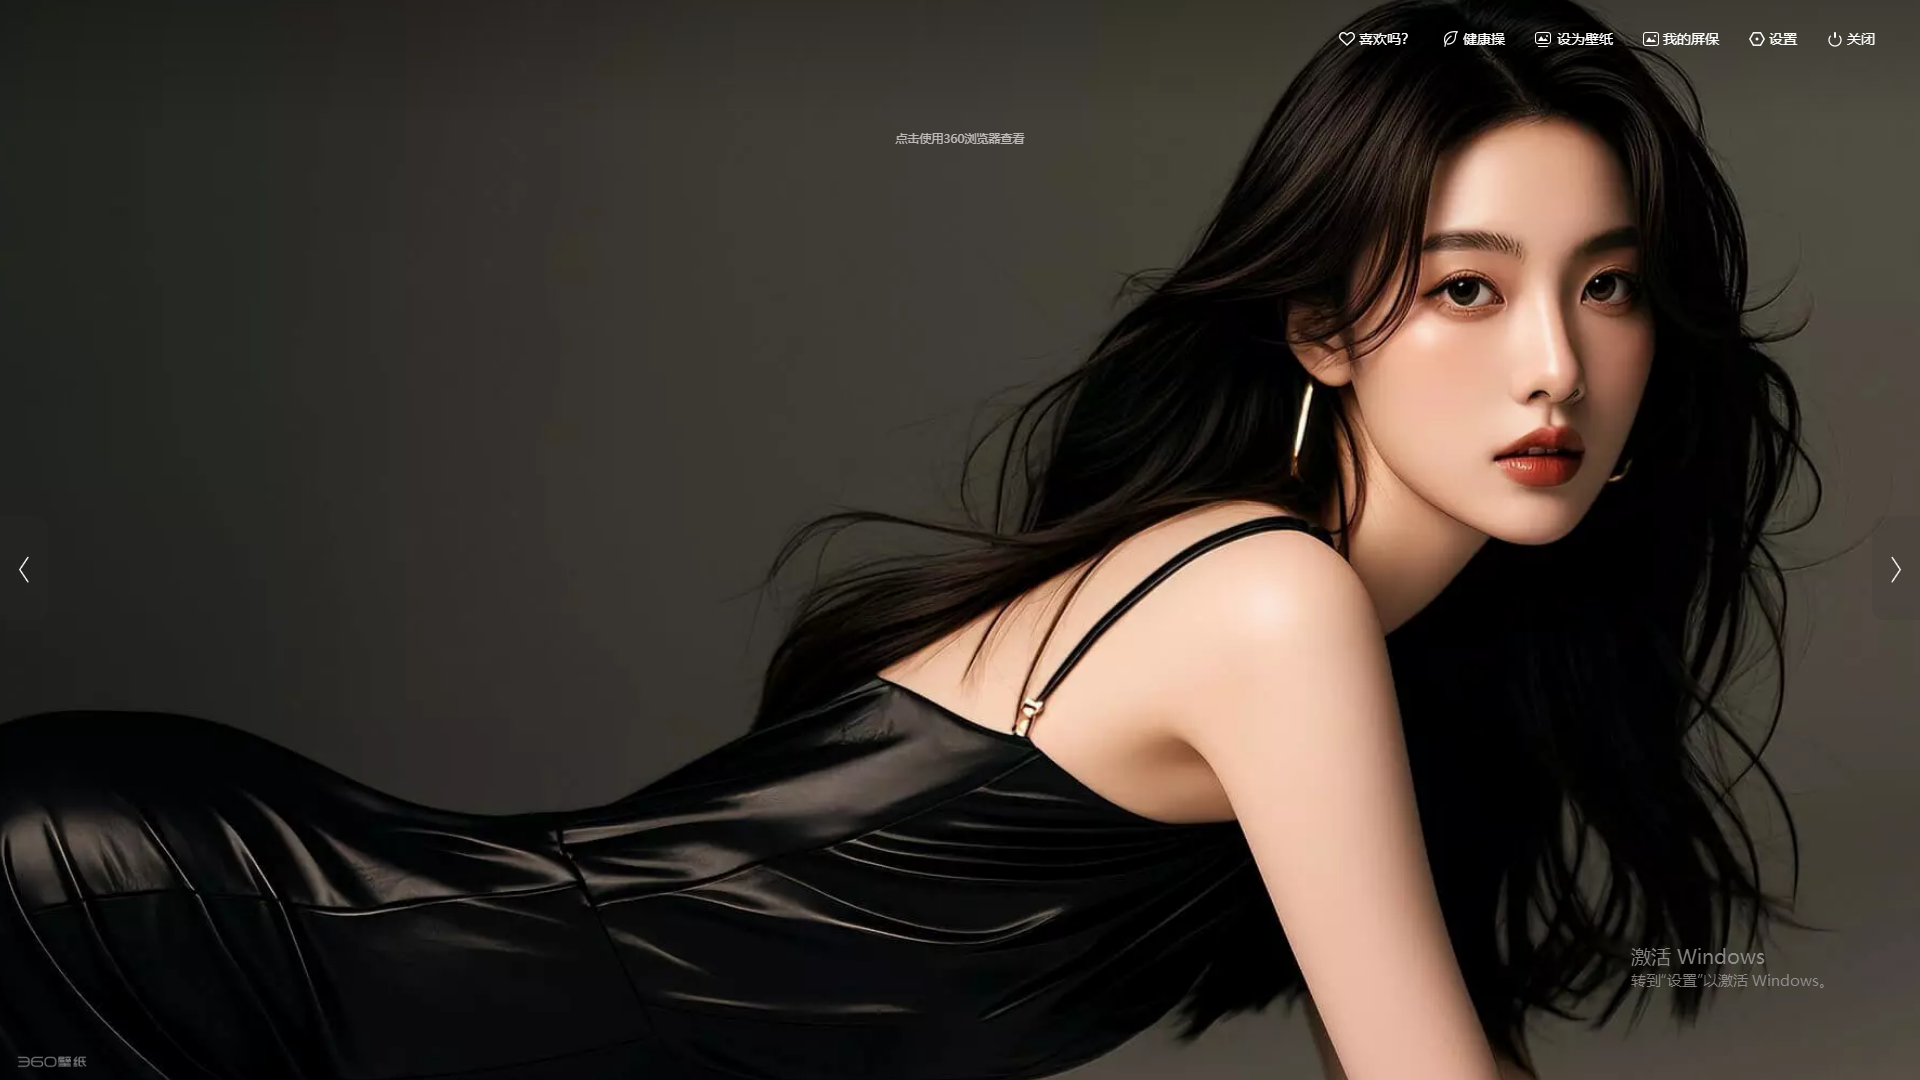 喜欢吗?
健康操
设为壁纸
我的屏保
设置
关闭
点击使用360浏览器查看
激活 Windows
转到“设置”以激活 Windows。
360壁纸